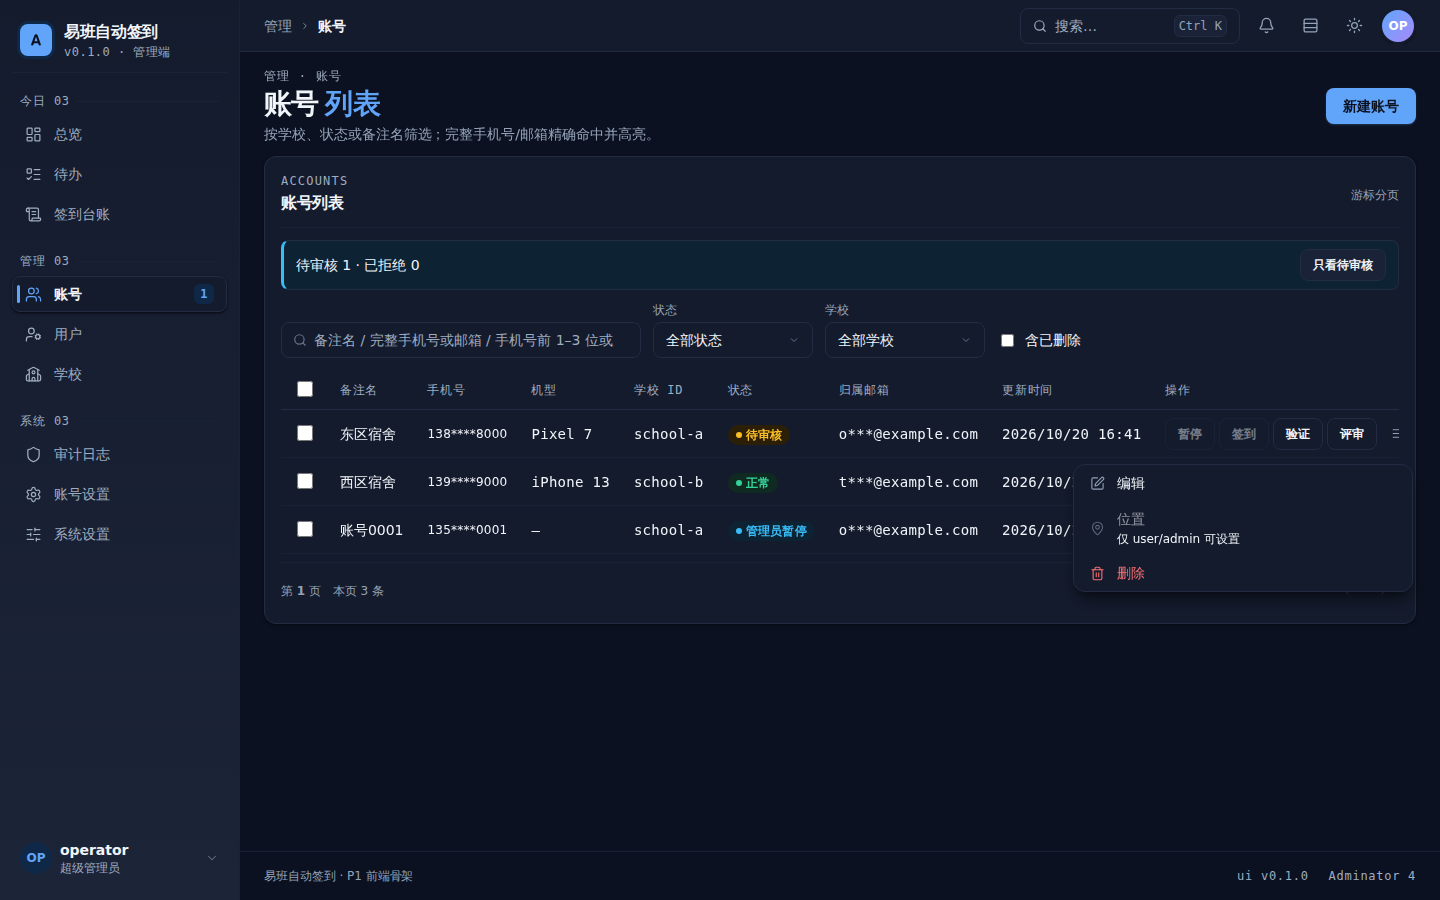 A
易班自动签到
v0.1.0 · 管理端
今日 03
总览
待办
签到台账
管理 03
账号 1
用户
学校
系统 03
审计日志
账号设置
系统设置
OP
operator
超级管理员
管理 › 账号
搜索... Ctrl K
OP
管理 · 账号
账号 列表
按学校、状态或备注名筛选；完整手机号/邮箱精确命中并高亮。
新建账号
ACCOUNTS
账号列表
游标分页
待审核 1 · 已拒绝 0
只看待审核
状态 学校
备注名 / 完整手机号或邮箱 / 手机号前 1–3 位或 全部状态 全部学校 含已删除
备注名 手机号 机型 学校 ID 状态 归属邮箱 更新时间 操作
东区宿舍 138****8000 Pixel 7 school-a 待审核 o***@example.com 2026/10/20 16:41 暂停 签到 验证 评审
西区宿舍 139****9000 iPhone 13 school-b 正常 t***@example.com 2026/10/
账号0001 135****0001 — school-a 管理员暂停 o***@example.com 2026/10/
编辑
位置
仅 user/admin 可设置
删除
第 1 页 本页 3 条
易班自动签到 · P1 前端骨架
ui v0.1.0 Adminator 4